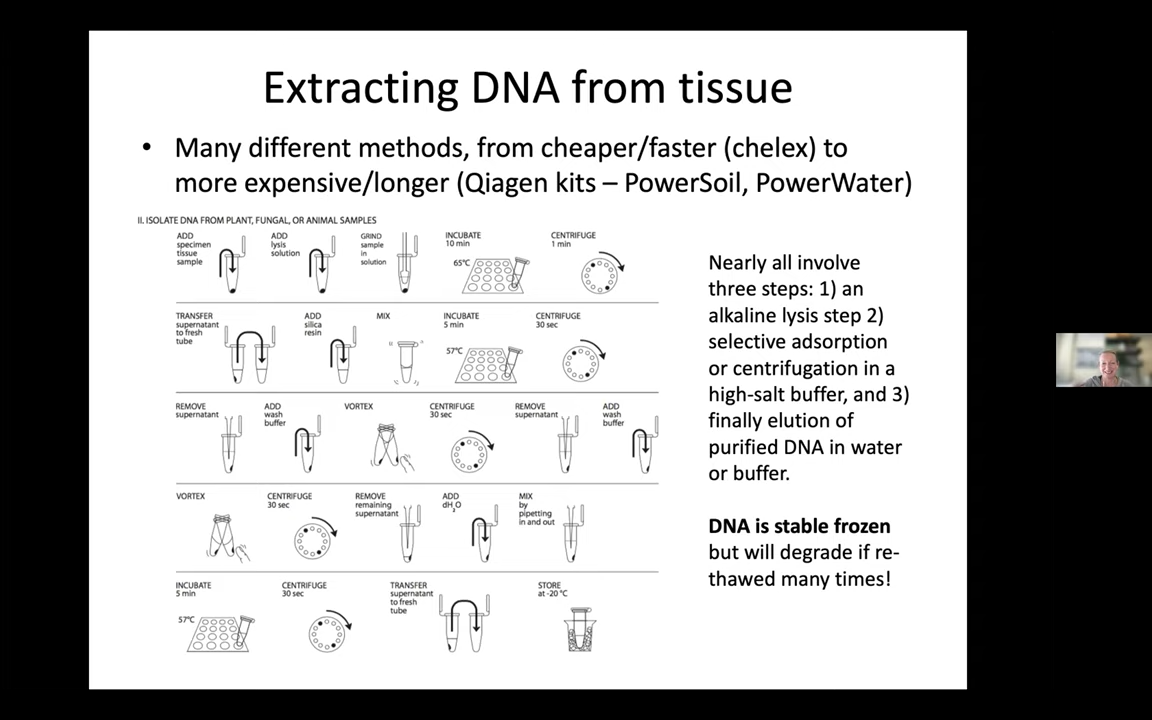 Extracting DNA from tissue
• Many different methods, from cheaper/faster (chelex) to
more expensive/longer (Qiagen kits – PowerSoil, PowerWater)
II. ISOLATE DNA FROM PLANT, FUNGAL, OR ANIMAL SAMPLES
ADD
specimen
tissue
sample
ADD
lysis
solution
GRIND
sample
in
solution
INCUBATE
10 min
65°C
CENTRIFUGE
1 min
TRANSFER
supernatant
to fresh
tube
ADD
silica
resin
MIX
INCUBATE
5 min
57°C
CENTRIFUGE
30 sec
REMOVE
supernatant
ADD
wash
buffer
VORTEX
CENTRIFUGE
30 sec
REMOVE
supernatant
ADD
wash
buffer
VORTEX
CENTRIFUGE
30 sec
REMOVE
remaining
supernatant
ADD
dH2O
MIX
by
pipetting
in and out
INCUBATE
5 min
57°C
CENTRIFUGE
30 sec
TRANSFER
supernatant
to fresh
tube
STORE
at -20 °C
Nearly all involve
three steps: 1) an
alkaline lysis step 2)
selective adsorption
or centrifugation in a
high-salt buffer, and 3)
finally elution of
purified DNA in water
or buffer.
DNA is stable frozen
but will degrade if re-
thawed many times!